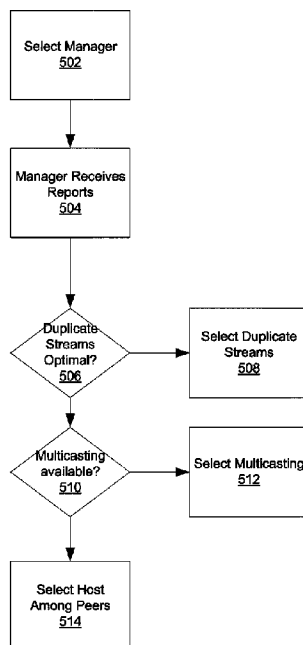 Select Manager
502
Manager Receives
Reports
504
Duplicate
Streams
Optimal?
506
Select Duplicate
Streams
508
Multicasting
available?
510
Select Multicasting
512
Select Host
Among Peers
514